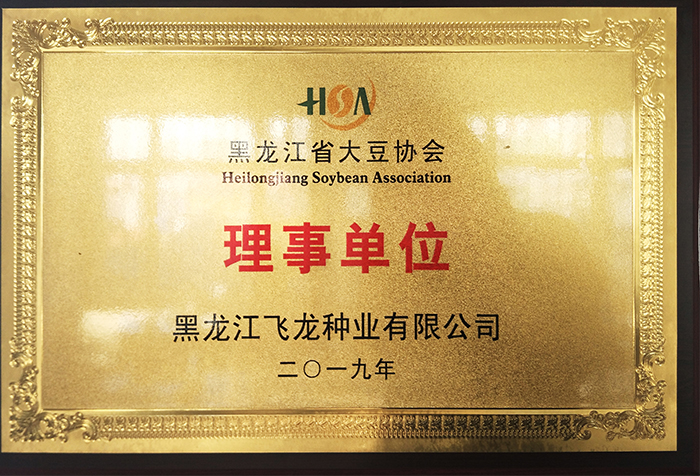 HSA
黑龙江省大豆协会
Heilongjiang Soybean Association
理事单位
黑龙江飞龙种业有限公司
二〇一九年